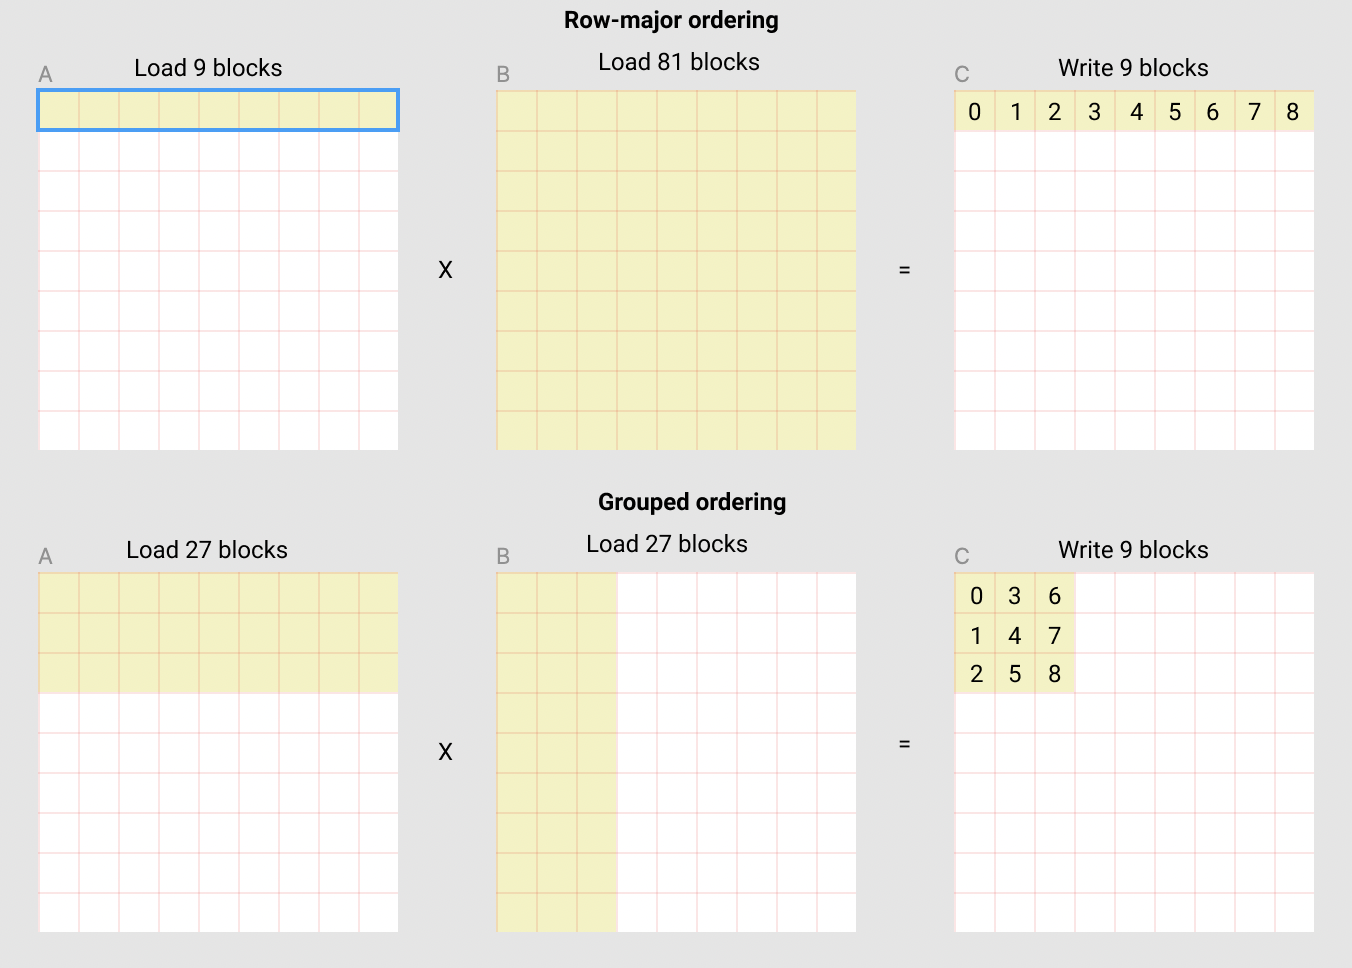 Row-major ordering
A Load 9 blocks B Load 81 blocks C Write 9 blocks
0 1 2 3 4 5 6 7 8
X =
Grouped ordering
A Load 27 blocks B Load 27 blocks C Write 9 blocks
0 3 6
1 4 7
2 5 8
X =